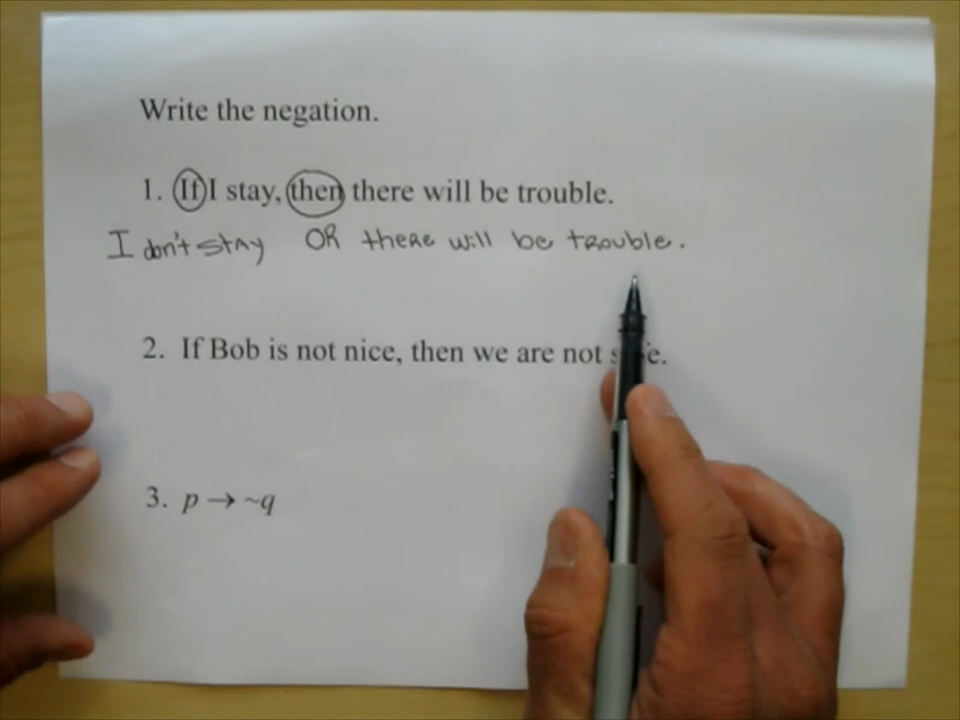 Write the negation.
1. If I stay, then there will be trouble.
I don't stay OR there will be trouble.
2. If Bob is not nice, then we are not
3. p → ~q